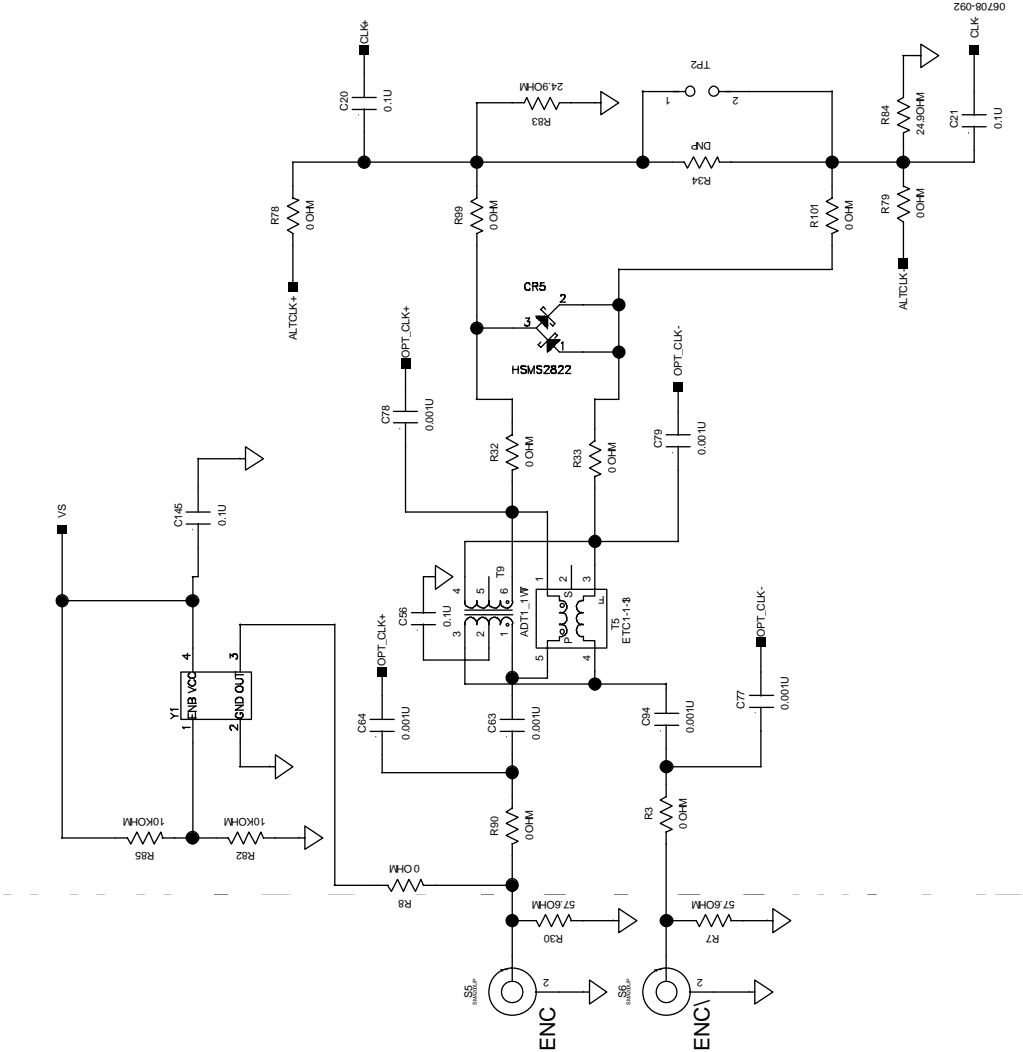 06708-092
CLK+
CLK-
C20
0.1U
24.9OHM
R83
TP2
1
2
R84
24.9OHM
C21
0.1U
DNP
R34
R78
0 OHM
R99
0 OHM
R101
0 OHM
R79
0 OHM
ALTCLK+
ALTCLK-
CR5
2
3
1
HSMS2822
OPT_CLK+
OPT_CLK-
C78
0.001U
C79
0.001U
R32
0 OHM
R33
0 OHM
VS
C145
0.1U
C56
0.1U
4
5
6
T9
3
2
1
ADT1_1WT
1
2
3
S
F
P
5
4
T5
ETC1-1-13
OPT_CLK+
OPT_CLK-
4
3
Y1
ENB VCC
GND OUT
1
2
C64
0.001U
C63
0.001U
C94
0.001U
C77
0.001U
10KOHM
R85
10KOHM
R82
R90
0 OHM
R3
0 OHM
0 OHM
R8
57.6OHM
R30
57.6OHM
R7
S5
1
2
ENC
S6
1
2
ENC\